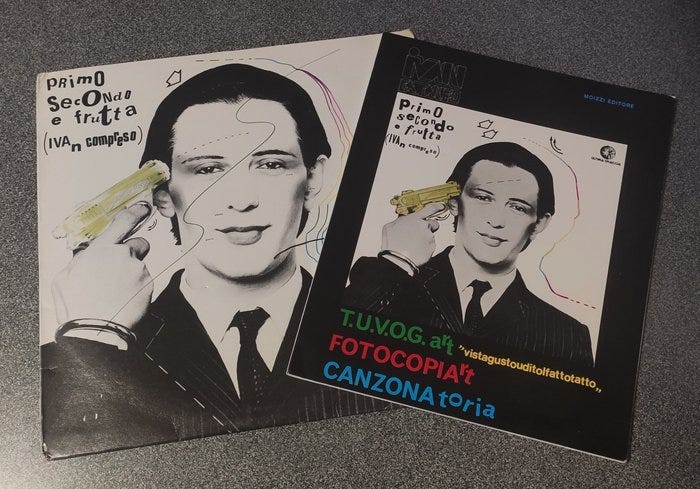 PRimO
SecONdo
e frutta
(IVAn compreso)
IVAN
MOIZZI EDITORE
PRimO
secondo
e frutta
(IVAn compreso)
T.U.V.O.G. art „vistagustouditolfattotatto„
FOTOCOPIArt
CANZONAtoria